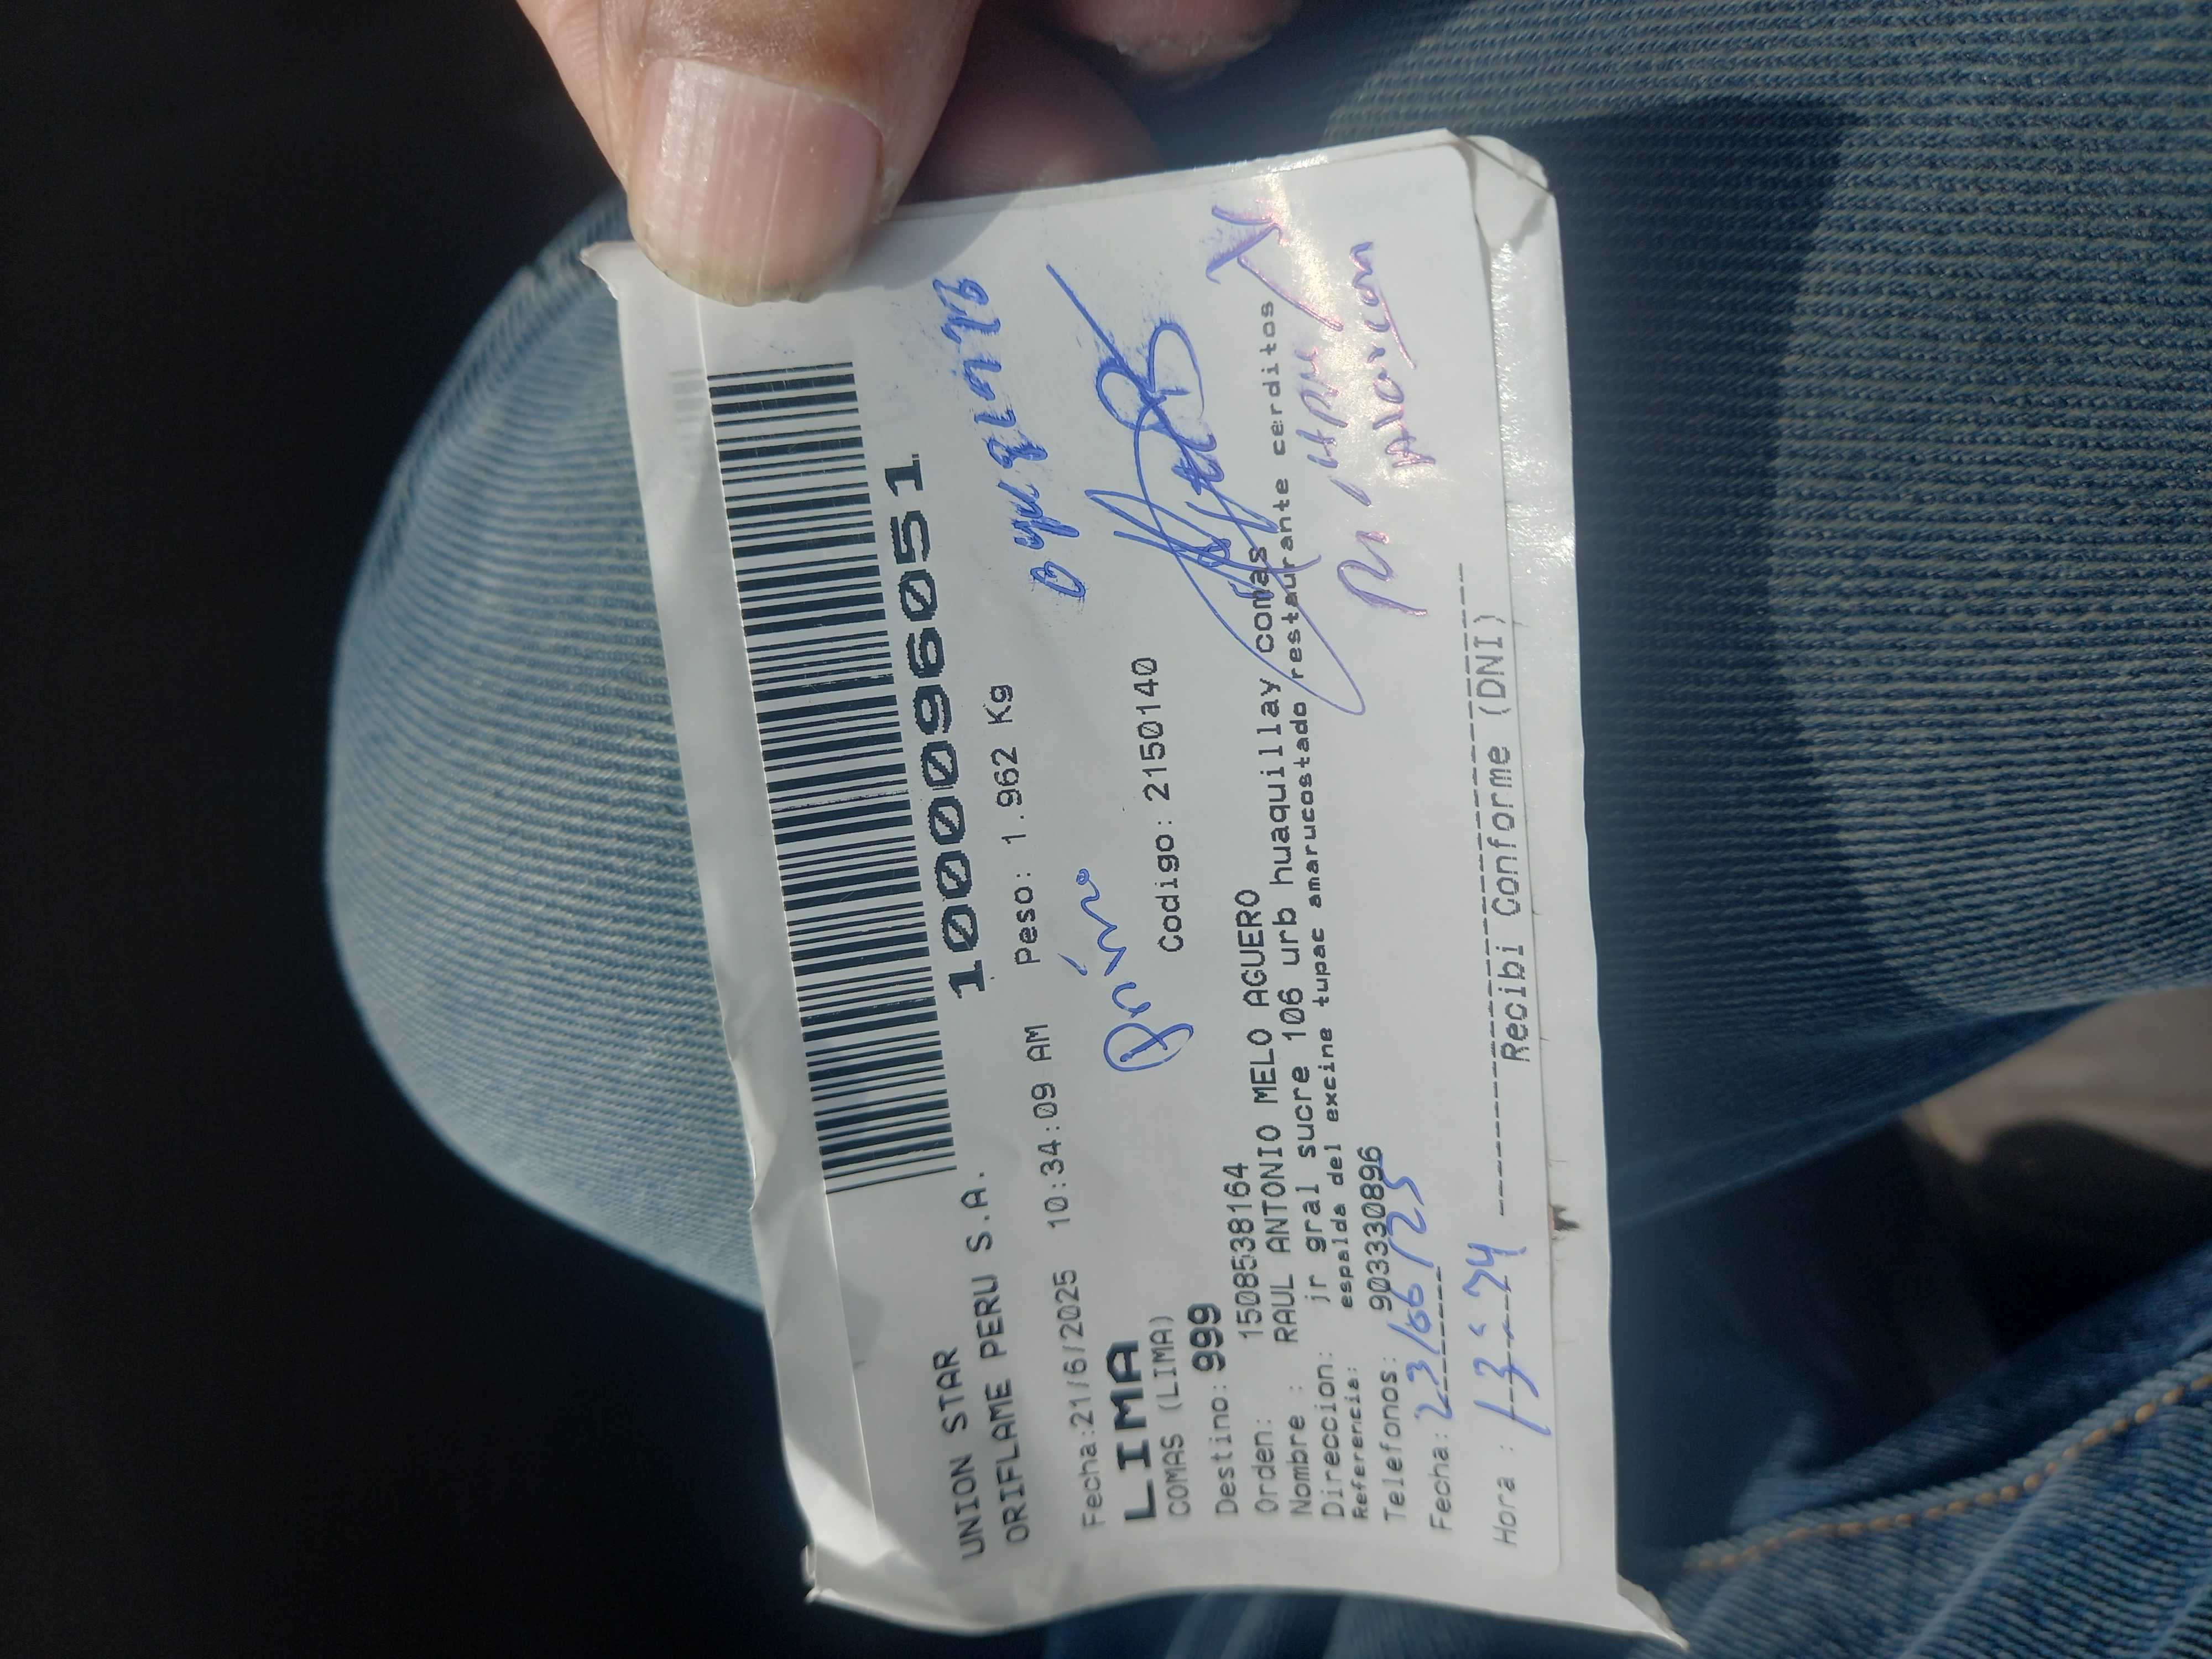 100096051
UNION STAR
ORIFLAME PERU S.A.
Fecha:21/6/2025 10:34:09 AM Peso: 1.962 Kg
LIMA
COMAS (LIMA)
Codigo: 2150140
Destino: 999
Orden: 1508538164
Nombre : RAUL ANTONIO MELO AGUERO
Direccion: jr gral sucre 106 urb huaquillay comas
Referencia: espalda del excine tupac amarucostado restaurante cerditos
Telefonos: 903330896
Fecha: 23/06/25
Hora : 13:24
Recibi Conforme (DNI)